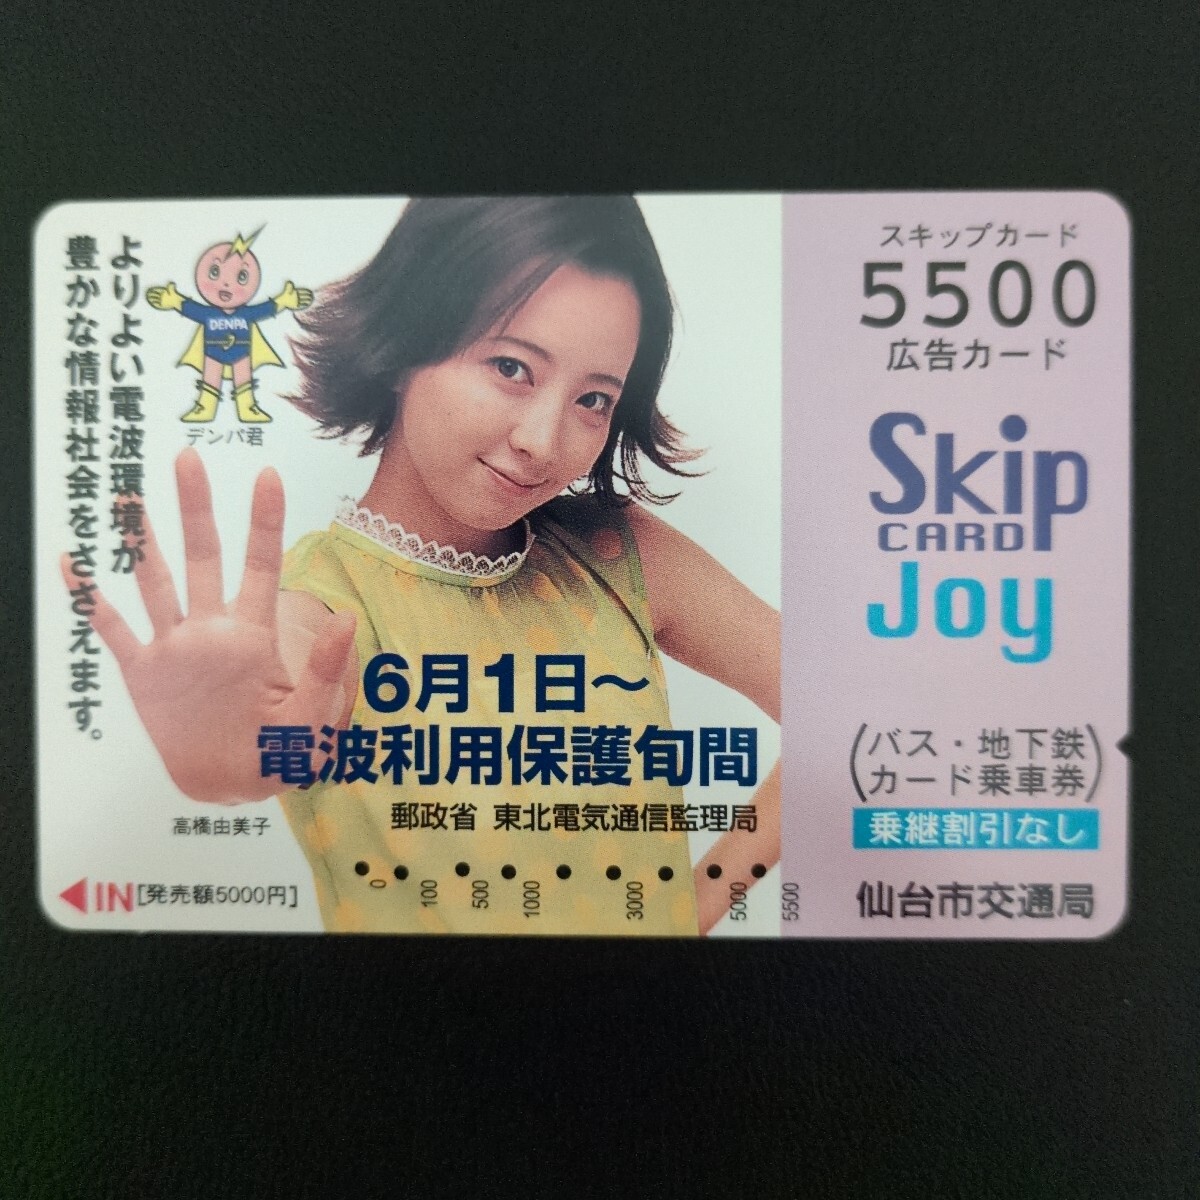 よりよい電波環境が
豊かな情報社会をささえます。
DENPA
デンパ君
6月1日～
電波利用保護旬間
郵政省 東北電気通信監理局
高橋由美子
◀IN[発売額5000円]
0 100 500 1000 3000 5000 5500
スキップカード
5500
広告カード
Skip
CARD
Joy
(バス・地下鉄
カード乗車券)
乗継割引なし
仙台市交通局